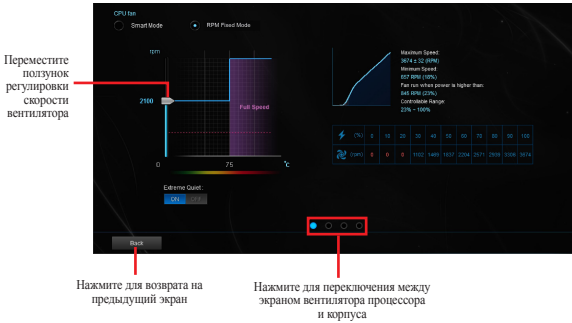 CPU fan
Smart Mode
RPM Fixed Mode
Переместите
ползунок
регулировки
скорости
вентилятора
rpm
2100
Full Speed
0
75
°C
Maximum Speed:
3674 ± 32 (RPM)
Minimum Speed:
657 RPM (18%)
Fan run when power is higher than:
845 RPM (23%)
Controllable Range:
23% ~ 100%
(%) 0 10 20 30 40 50 60 70 80 90 100
(rpm) 0 0 0 1102 1469 1837 2204 2571 2939 3306 3674
Extreme Quiet:
ON OFF
Back
Нажмите для возврата на
предыдущий экран
Нажмите для переключения между
экраном вентилятора процессора
и корпуса